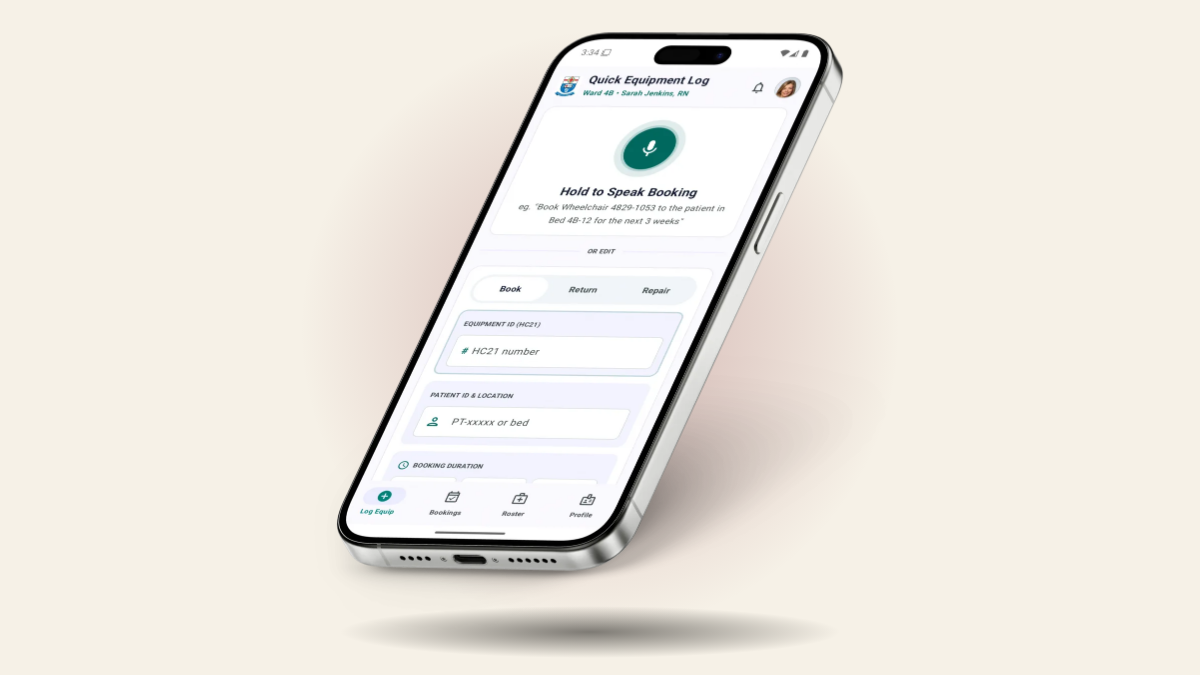 3:34
Quick Equipment Log
Ward 4B • Sarah Jenkins, RN
Hold to Speak Booking
eg. "Book Wheelchair 4829-1053 to the patient in
Bed 4B-12 for the next 3 weeks"
OR EDIT
Book Return Repair
EQUIPMENT ID (HC21)
# HC21 number
PATIENT ID & LOCATION
PT-xxxxx or bed
BOOKING DURATION
Log Equip Bookings Roster Profile